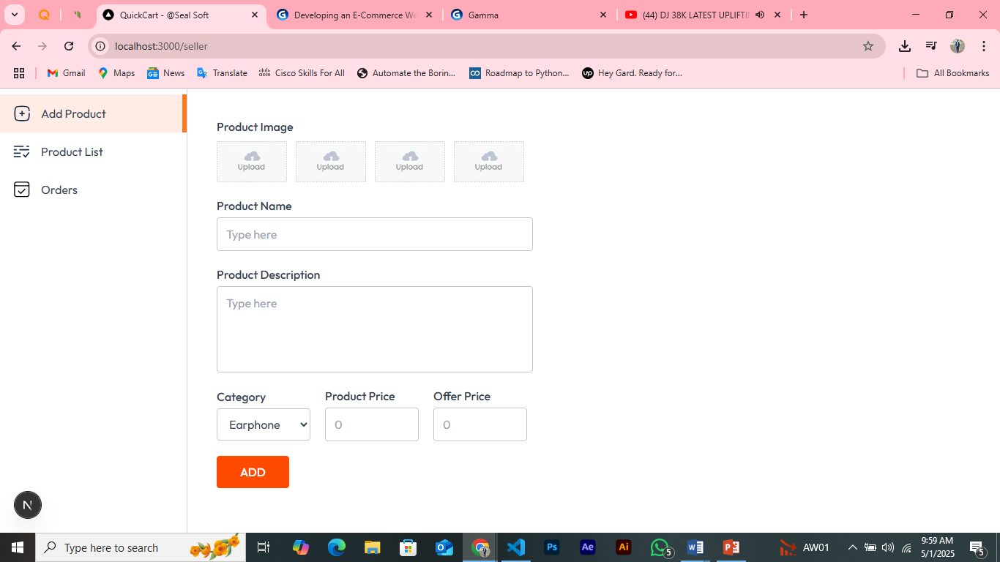 QuickCart - @Seal Soft
Developing an E-Commerce We
Gamma
(44) DJ 38K LATEST UPLIFTI
localhost:3000/seller
Gmail
Maps
News
Translate
Cisco Skills For All
Automate the Borin...
Roadmap to Python...
Hey Gard. Ready for...
All Bookmarks
Add Product
Product List
Orders
Product Image
Upload
Upload
Upload
Upload
Product Name
Type here
Product Description
Type here
Category
Product Price
Offer Price
Earphone
0
0
ADD
N
Type here to search
Ps
Ae
Ai
5
AW01
9:59 AM
5/1/2025
5